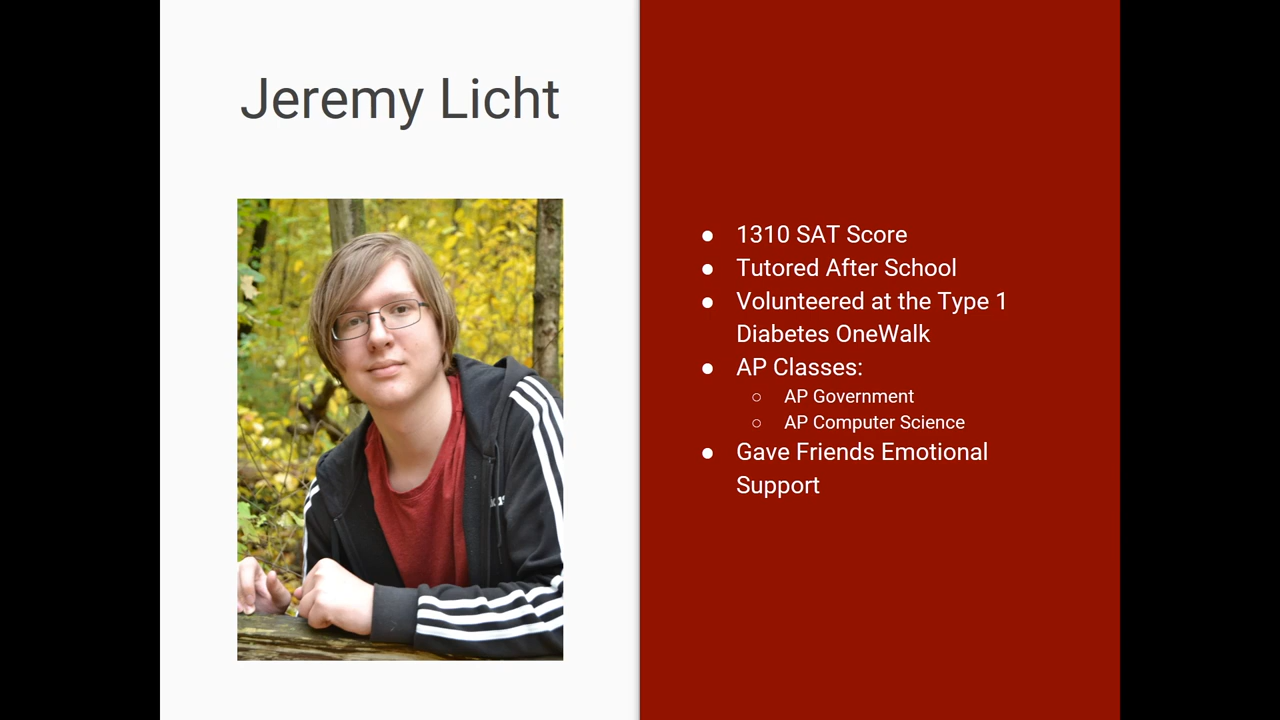 Jeremy Licht
● 1310 SAT Score
● Tutored After School
● Volunteered at the Type 1
Diabetes OneWalk
● AP Classes:
○ AP Government
○ AP Computer Science
● Gave Friends Emotional
Support